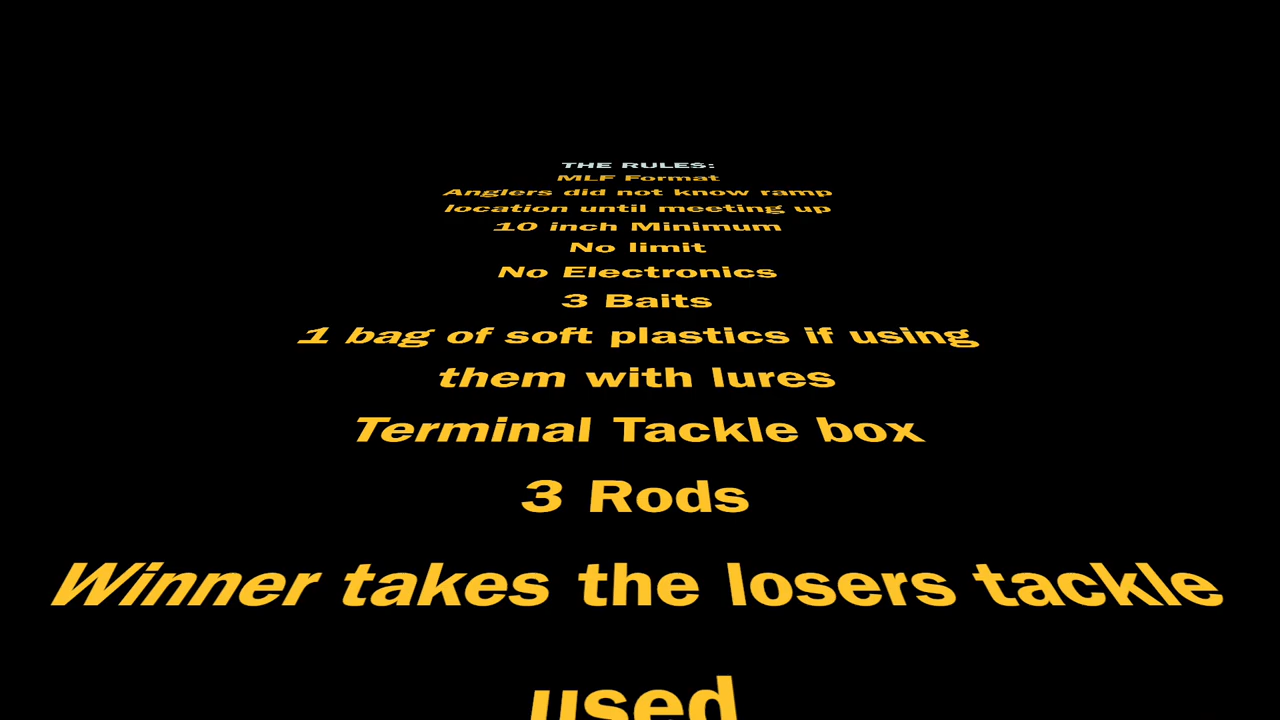 THE RULES:
MLF Format
Anglers did not know ramp
location until meeting up
10 inch Minimum
No limit
No Electronics
3 Baits
1 bag of soft plastics if using
them with lures
Terminal Tackle box
3 Rods
Winner takes the losers tackle
used